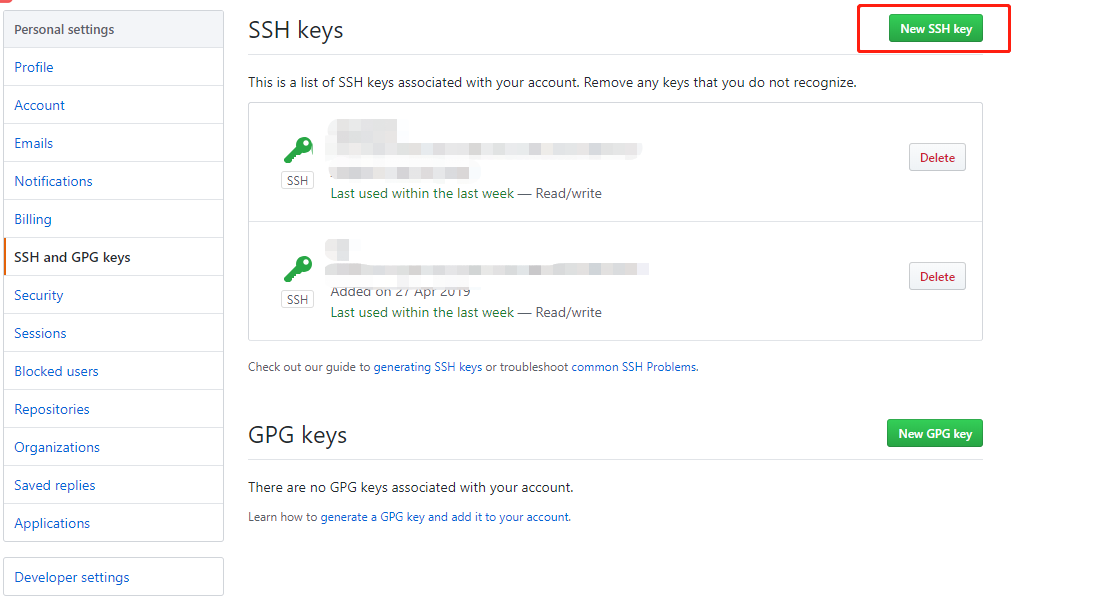 Personal settings
Profile
Account
Emails
Notifications
Billing
SSH and GPG keys
Security
Sessions
Blocked users
Repositories
Organizations
Saved replies
Applications
Developer settings
SSH keys
New SSH key
This is a list of SSH keys associated with your account. Remove any keys that you do not recognize.
SSH
Last used within the last week — Read/write
Delete
SSH
Added on 27 Apr 2019
Last used within the last week — Read/write
Delete
Check out our guide to generating SSH keys or troubleshoot common SSH Problems.
GPG keys
New GPG key
There are no GPG keys associated with your account.
Learn how to generate a GPG key and add it to your account.